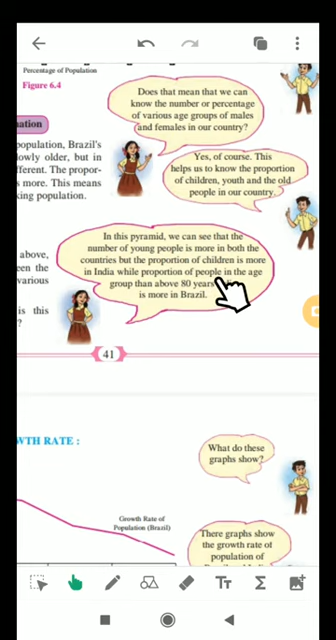 Percentage of Population
Figure 6.4
Does that mean that we can
know the number or percentage
of various age groups of males
and females in our country?
ation
population, Brazil's
lowly older, but in
fferent. The propor-
s more. This means
king population.
Yes, of course. This
helps us to know the proportion
of children, youth and the old
people in our country.
In this pyramid, we can see that the
number of young people is more in both the
countries but the proportion of children is more
in India while proportion of people in the age
group than above 80 years
is more in Brazil.
above,
een the
various
is this
?
41
WTH RATE :
What do these
graphs show?
Growth Rate of
Population (Brazil)
There graphs show
the growth rate of
population of
TT
Σ